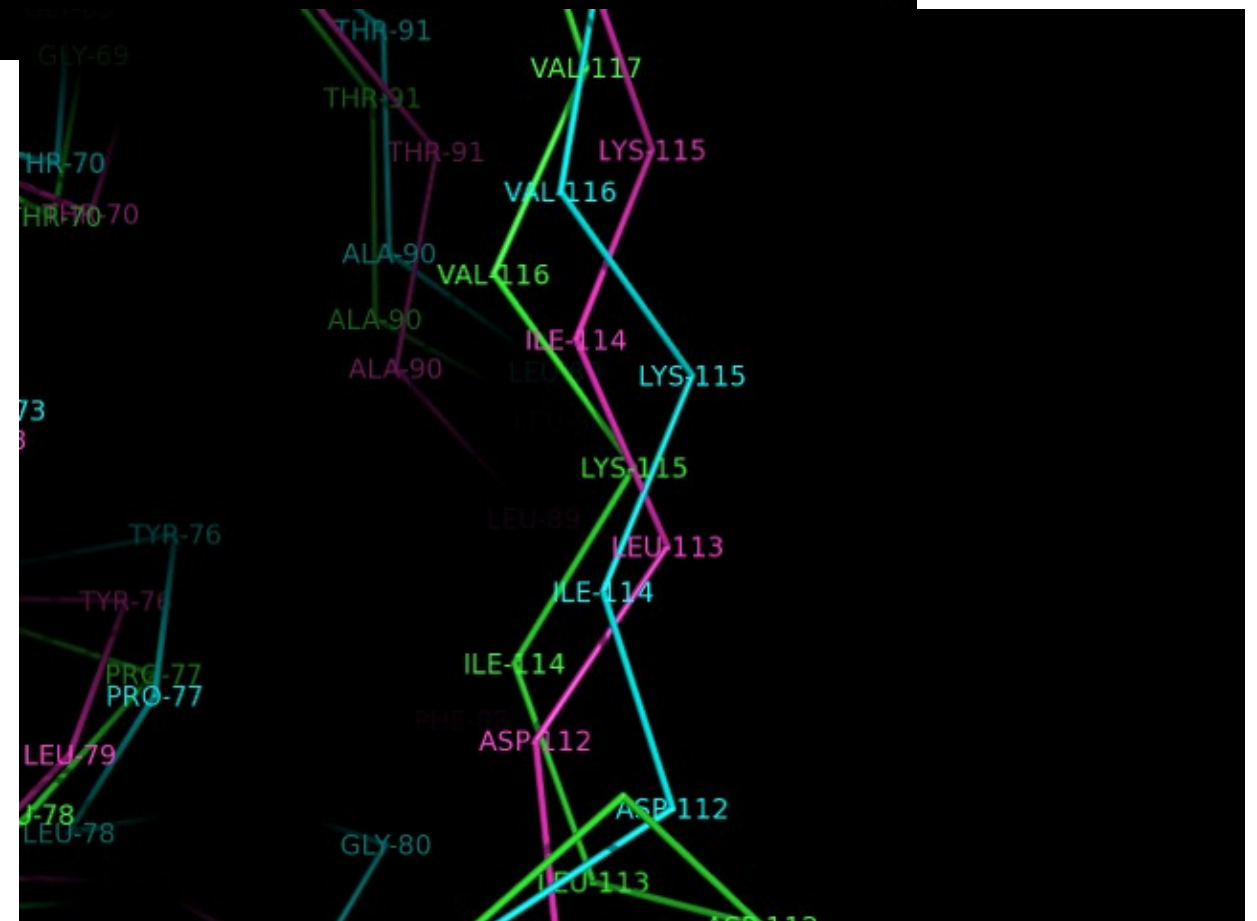 THR-91
GLY-69
VAL-117
THR-91
LYS-115
THR-91
HR-70
VAL-116
THR-70
HR-70
ALA-90
VAL-116
ALA-90
ILE-114
ALA-90
LYS-115
73
LYS-115
LEU-89
TYR-76
LEU-113
ILE-114
TYR-76
ILE-114
PRO-77
PRO-77
ASP-112
LEU-79
ASP-112
U-78
LEU-78
GLY-80
LEU-113